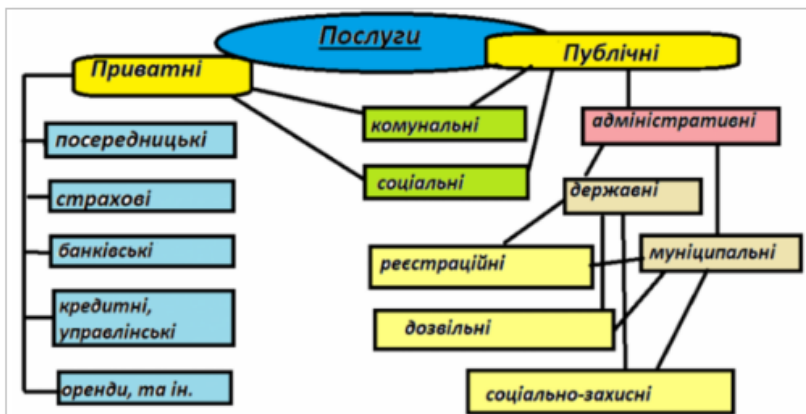 Послуги
Приватні
Публічні
комунальні
адміністративні
посередницькі
соціальні
державні
страхові
банківські
реєстраційні
муніципальні
кредитні,
управлінські
дозвільні
оренди, та ін.
соціально-захисні